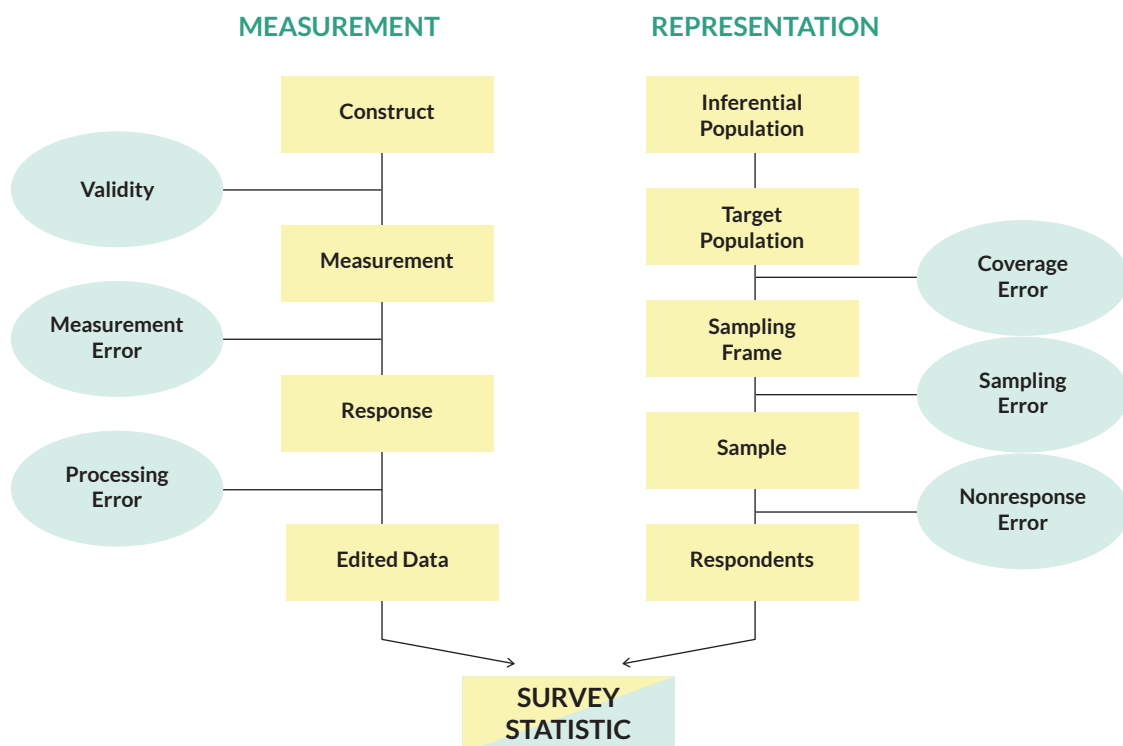 MEASUREMENT
REPRESENTATION
Construct
Inferential
Population
Validity
Target
Population
Measurement
Coverage
Error
Measurement
Error
Sampling
Frame
Sampling
Error
Response
Sample
Processing
Error
Nonresponse
Error
Edited Data
Respondents
SURVEY
STATISTIC